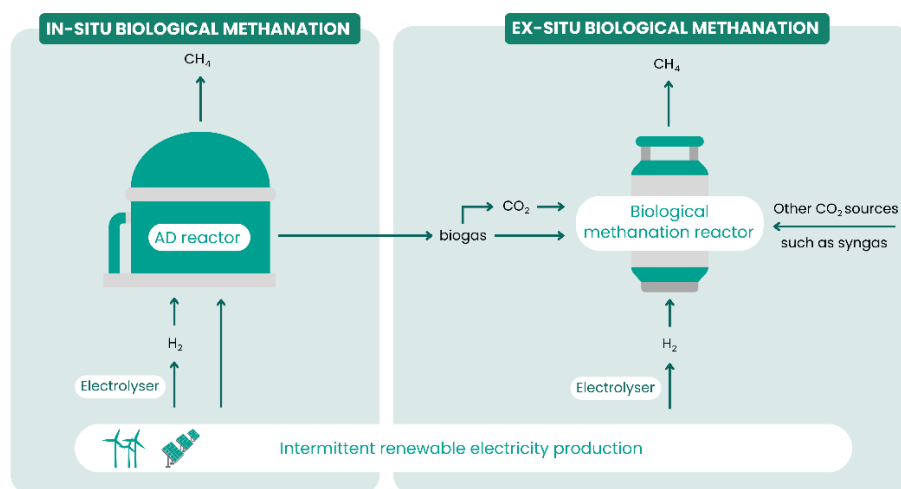 IN-SITU BIOLOGICAL METHANATION
CH₄
AD reactor
H₂
Electrolyser
EX-SITU BIOLOGICAL METHANATION
CH₄
CO₂
biogas
Biological
methanation reactor
Other CO₂ sources
such as syngas
H₂
Electrolyser
Intermittent renewable electricity production